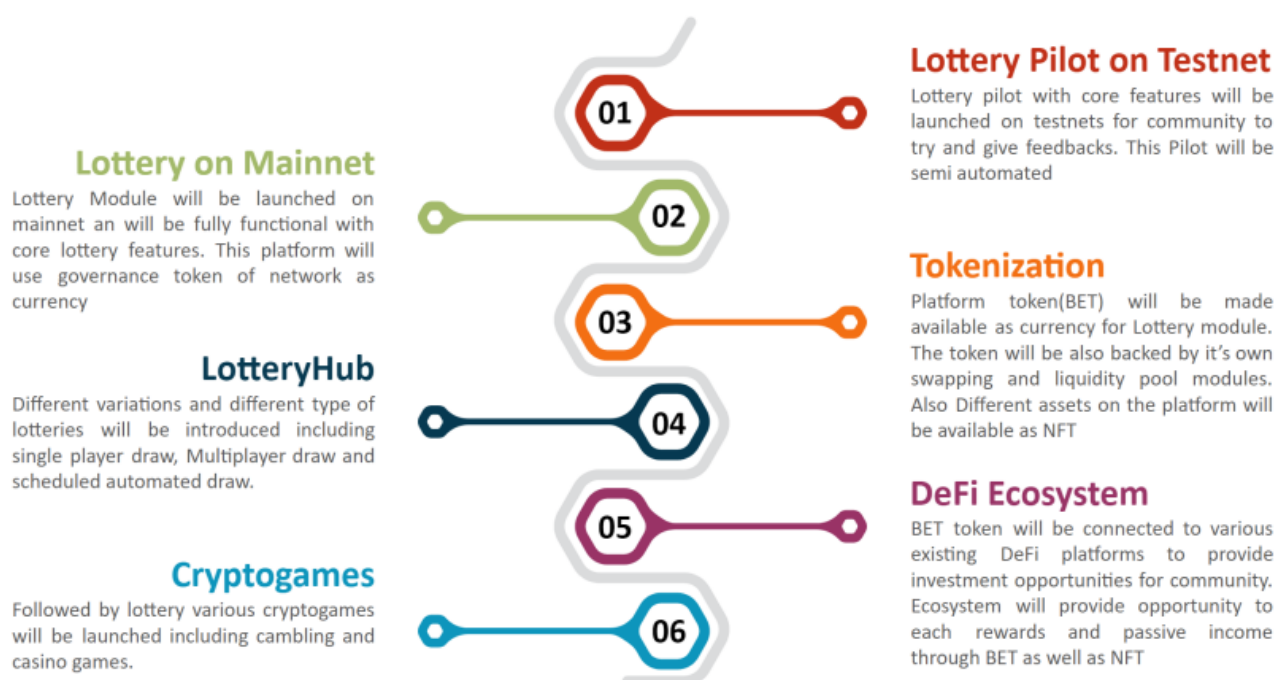 01
Lottery Pilot on Testnet
Lottery pilot with core features will be
launched on testnets for community to
try and give feedbacks. This Pilot will be
semi automated
Lottery on Mainnet
Lottery Module will be launched on
mainnet an will be fully functional with
core lottery features. This platform will
use governance token of network as
currency
02
03
Tokenization
Platform token(BET) will be made
available as currency for Lottery module.
The token will be also backed by it's own
swapping and liquidity pool modules.
Also Different assets on the platform will
be available as NFT
LotteryHub
Different variations and different type of
lotteries will be introduced including
single player draw, Multiplayer draw and
scheduled automated draw.
04
05
DeFi Ecosystem
BET token will be connected to various
existing DeFi platforms to provide
investment opportunities for community.
Ecosystem will provide opportunity to
each rewards and passive income
through BET as well as NFT
Cryptogames
Followed by lottery various cryptogames
will be launched including cambling and
casino games.
06